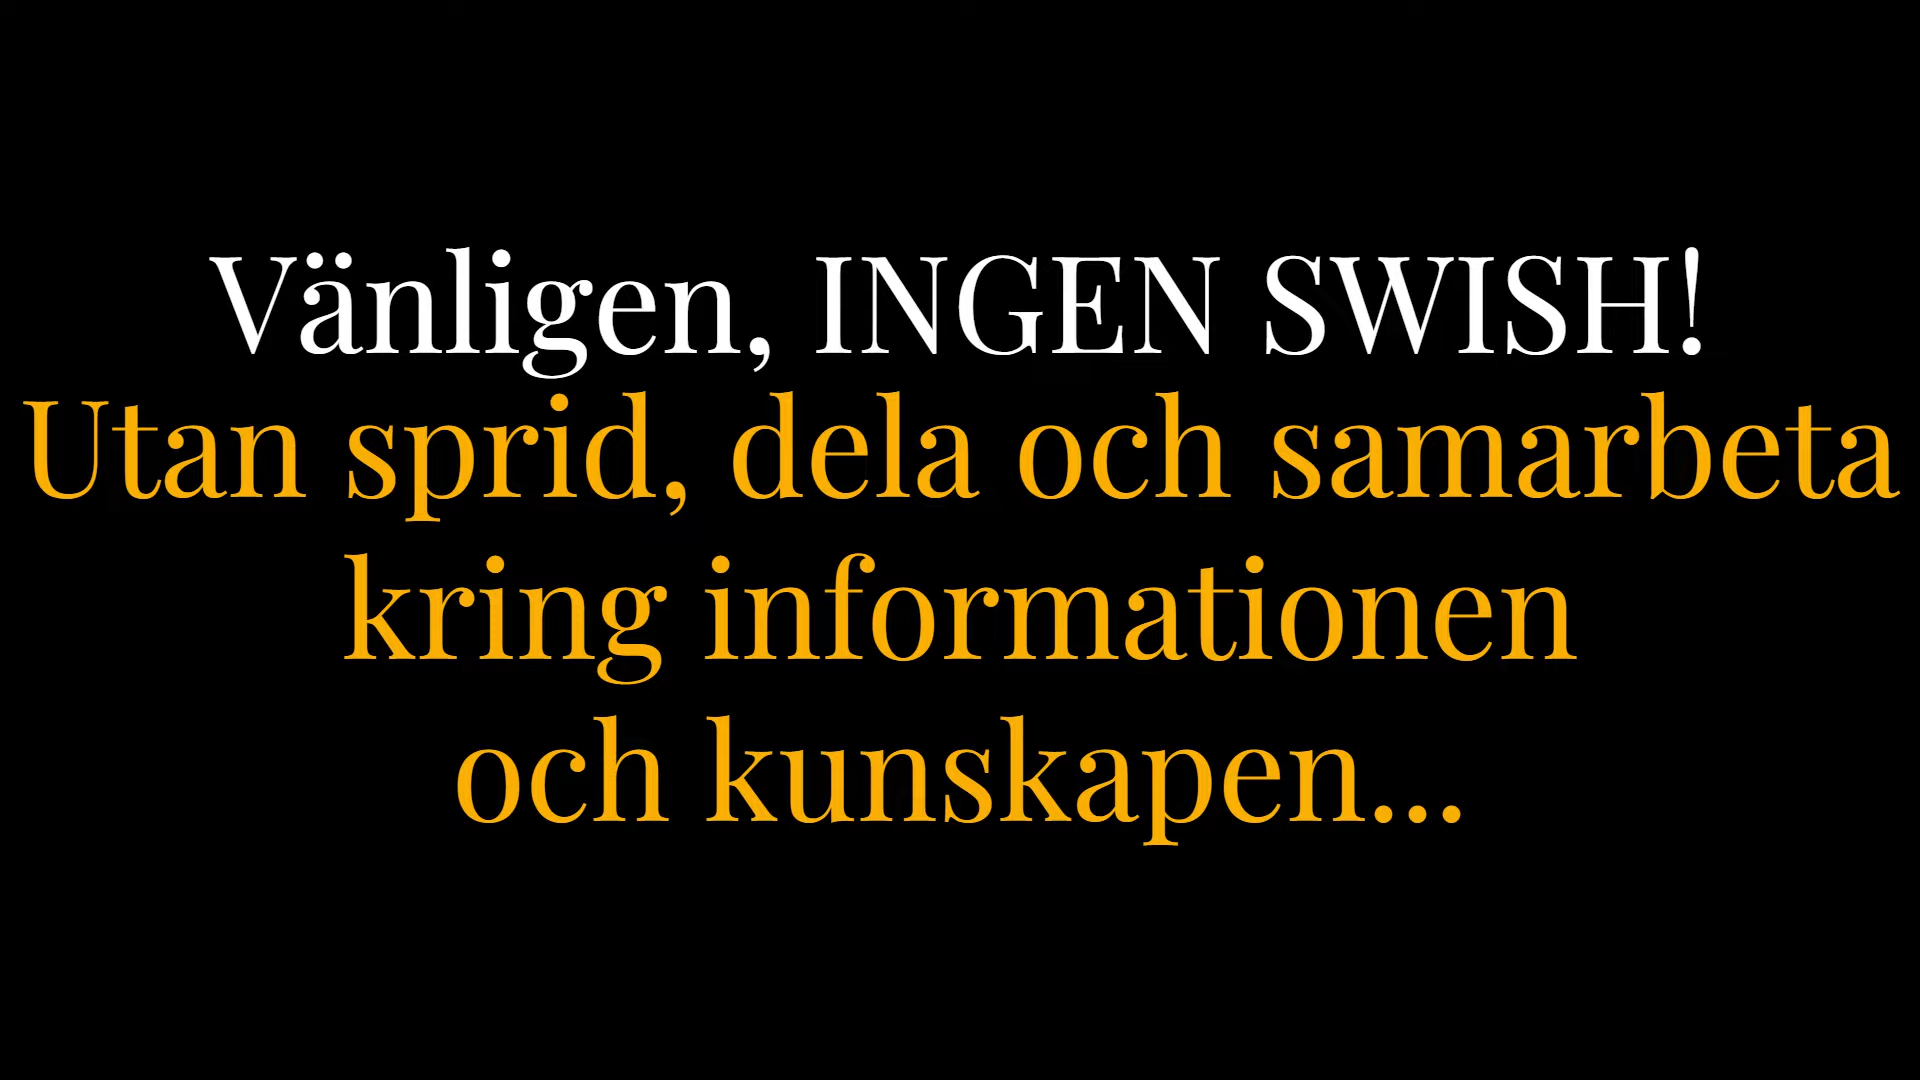 Vänligen, INGEN SWISH!
Utan sprid, dela och samarbeta
kring informationen
och kunskapen...